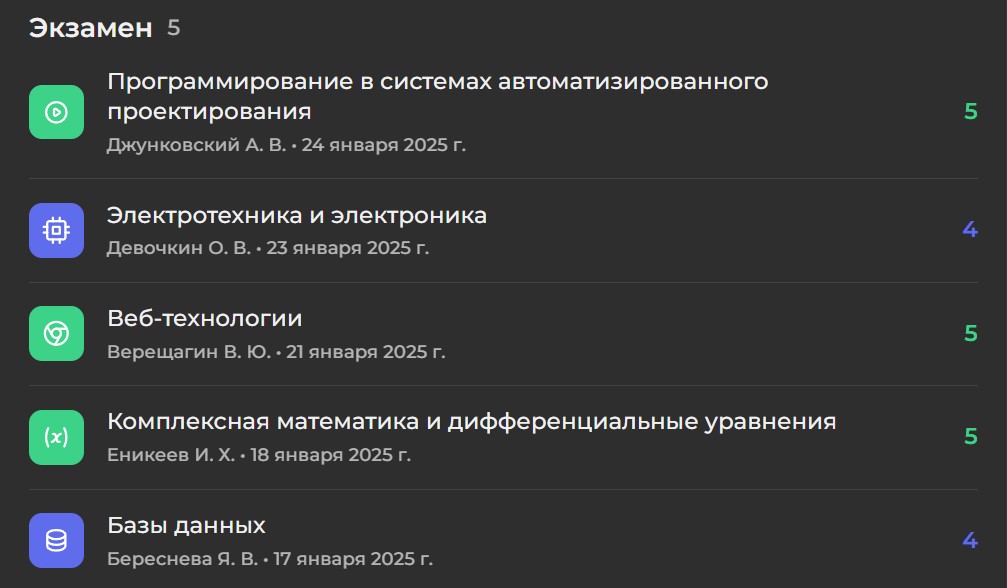 Экзамен 5
Программирование в системах автоматизированного
проектирования
5
Джунковский А. В. • 24 января 2025 г.
Электротехника и электроника
4
Девочкин О. В. • 23 января 2025 г.
Веб-технологии
5
Верещагин В. Ю. • 21 января 2025 г.
Комплексная математика и дифференциальные уравнения
5
Еникеев И. Х. • 18 января 2025 г.
Базы данных
4
Береснева Я. В. • 17 января 2025 г.